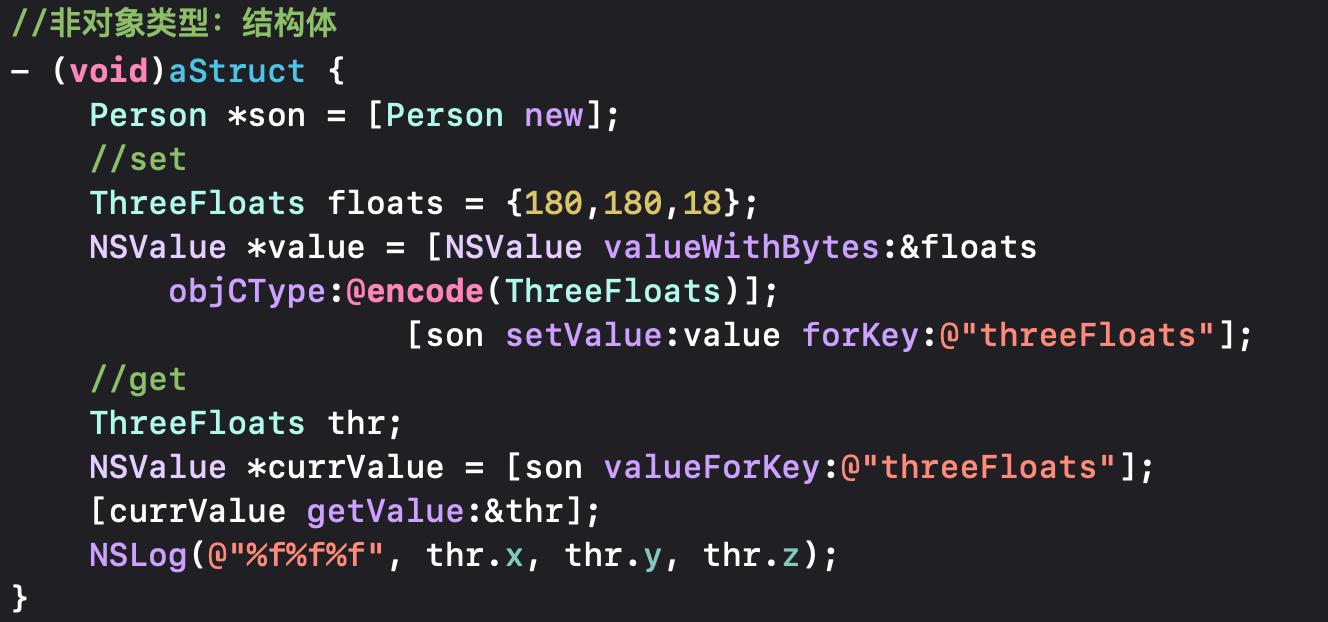 //非对象类型：结构体
- (void)aStruct {
    Person *son = [Person new];
    //set
    ThreeFloats floats = {180,180,18};
    NSValue *value = [NSValue valueWithBytes:&floats
        objCType:@encode(ThreeFloats)];
                    [son setValue:value forKey:@"threeFloats"];
    //get
    ThreeFloats thr;
    NSValue *currValue = [son valueForKey:@"threeFloats"];
    [currValue getValue:&thr];
    NSLog(@"%f%f%f", thr.x, thr.y, thr.z);
}